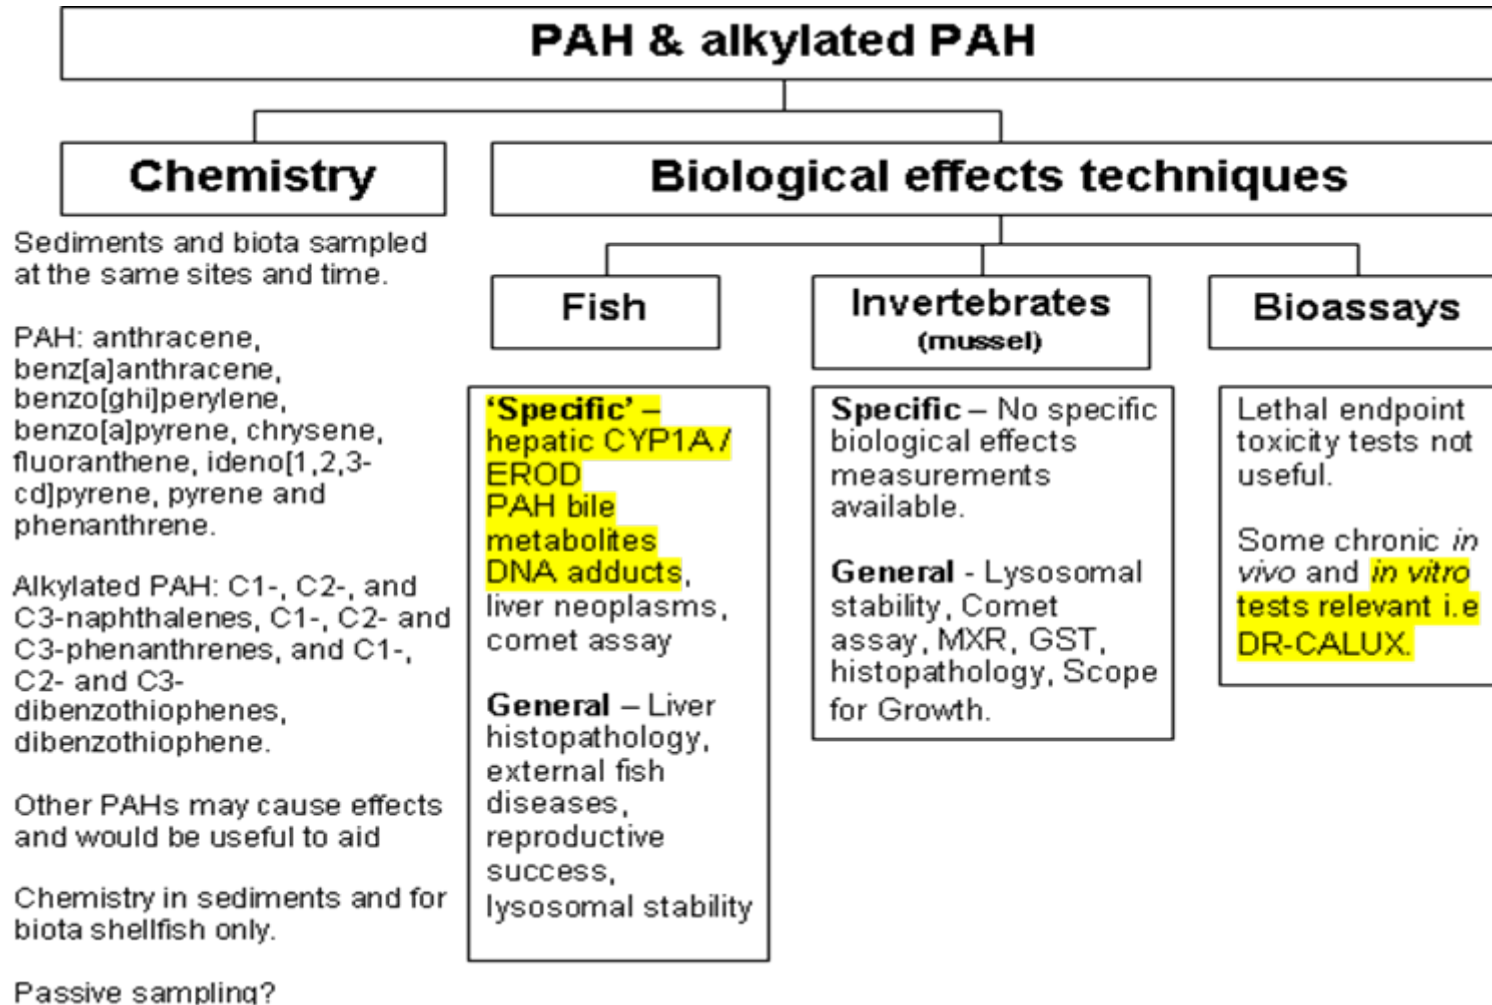 PAH & alkylated PAH
Chemistry
Sediments and biota sampled
at the same sites and time.
PAH: anthracene,
benz[a]anthracene,
benzo[ghi]perylene,
benzo[a]pyrene, chrysene,
fluoranthene, ideno[1,2,3-
cd]pyrene, pyrene and
phenanthrene.
Alkylated PAH: C1-, C2-, and
C3-naphthalenes, C1-, C2- and
C3-phenanthrenes, and C1-,
C2- and C3-
dibenzothiophenes,
dibenzothiophene.
Other PAHs may cause effects
and would be useful to aid
Chemistry in sediments and for
biota shellfish only.
Passive sampling?
Biological effects techniques
Fish
‘Specific’ –
hepatic CYP1A /
EROD
PAH bile
metabolites
DNA adducts,
liver neoplasms,
comet assay
General – Liver
histopathology,
external fish
diseases,
reproductive
success,
lysosomal stability
Invertebrates
(mussel)
Specific – No specific
biological effects
measurements
available.
General - Lysosomal
stability, Comet
assay, MXR, GST,
histopathology, Scope
for Growth.
Bioassays
Lethal endpoint
toxicity tests not
useful.
Some chronic in
vivo and in vitro
tests relevant i.e
DR-CALUX.